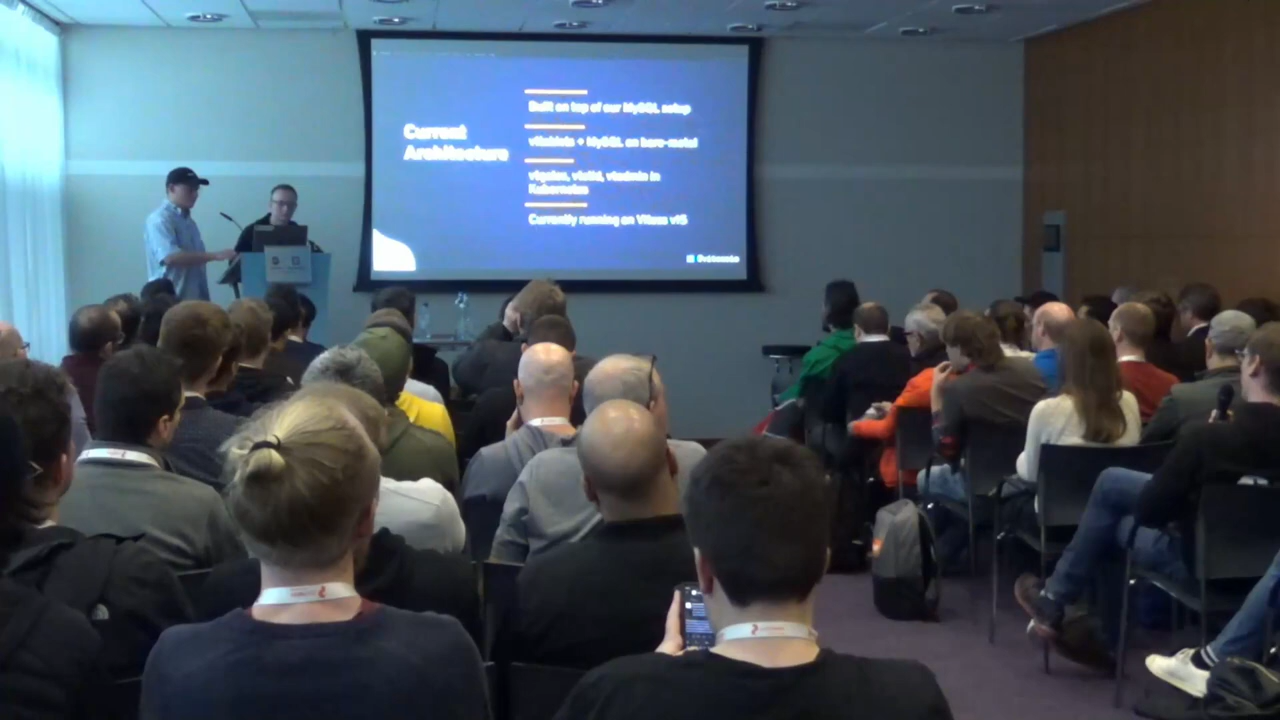 Current
Architecture
Built on top of our MySQL setup
vttablets + MySQL on bare-metal
vtgates, vtctld, vtadmin in
Kubernetes
Currently running on Vitess v15